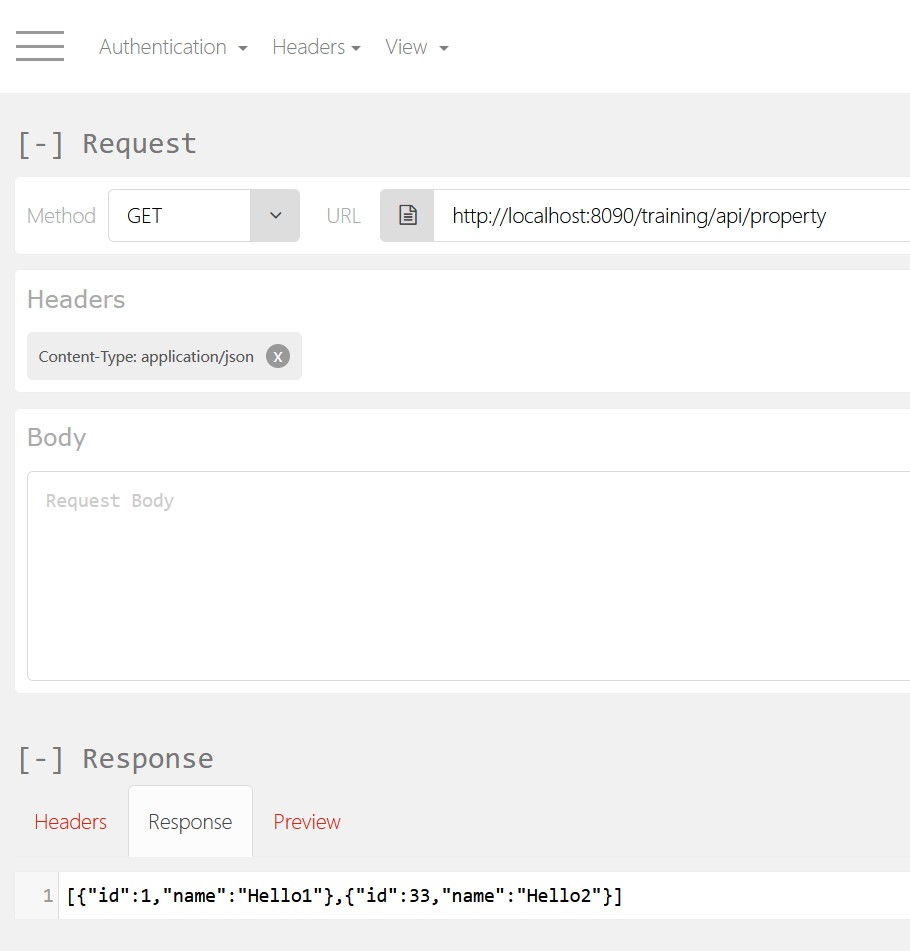 Authentication Headers View
[-] Request
Method GET URL http://localhost:8090/training/api/property
Headers
Content-Type: application/json X
Body
Request Body
[-] Response
Headers Response Preview
1 [{"id":1,"name":"Hello1"},{"id":33,"name":"Hello2"}]